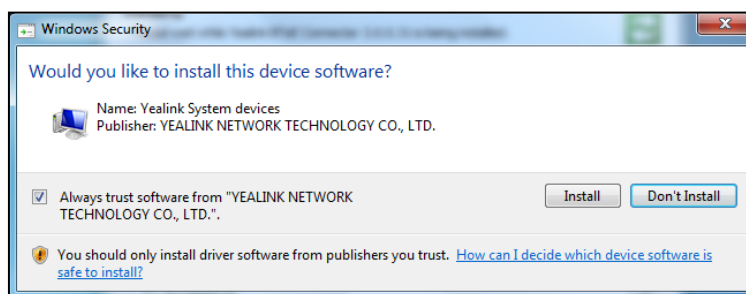 Windows Security
Would you like to install this device software?
Name: Yealink System devices
Publisher: YEALINK NETWORK TECHNOLOGY CO., LTD.
Always trust software from "YEALINK NETWORK
TECHNOLOGY CO., LTD.".
Install
Don't Install
You should only install driver software from publishers you trust. How can I decide which device software is
safe to install?